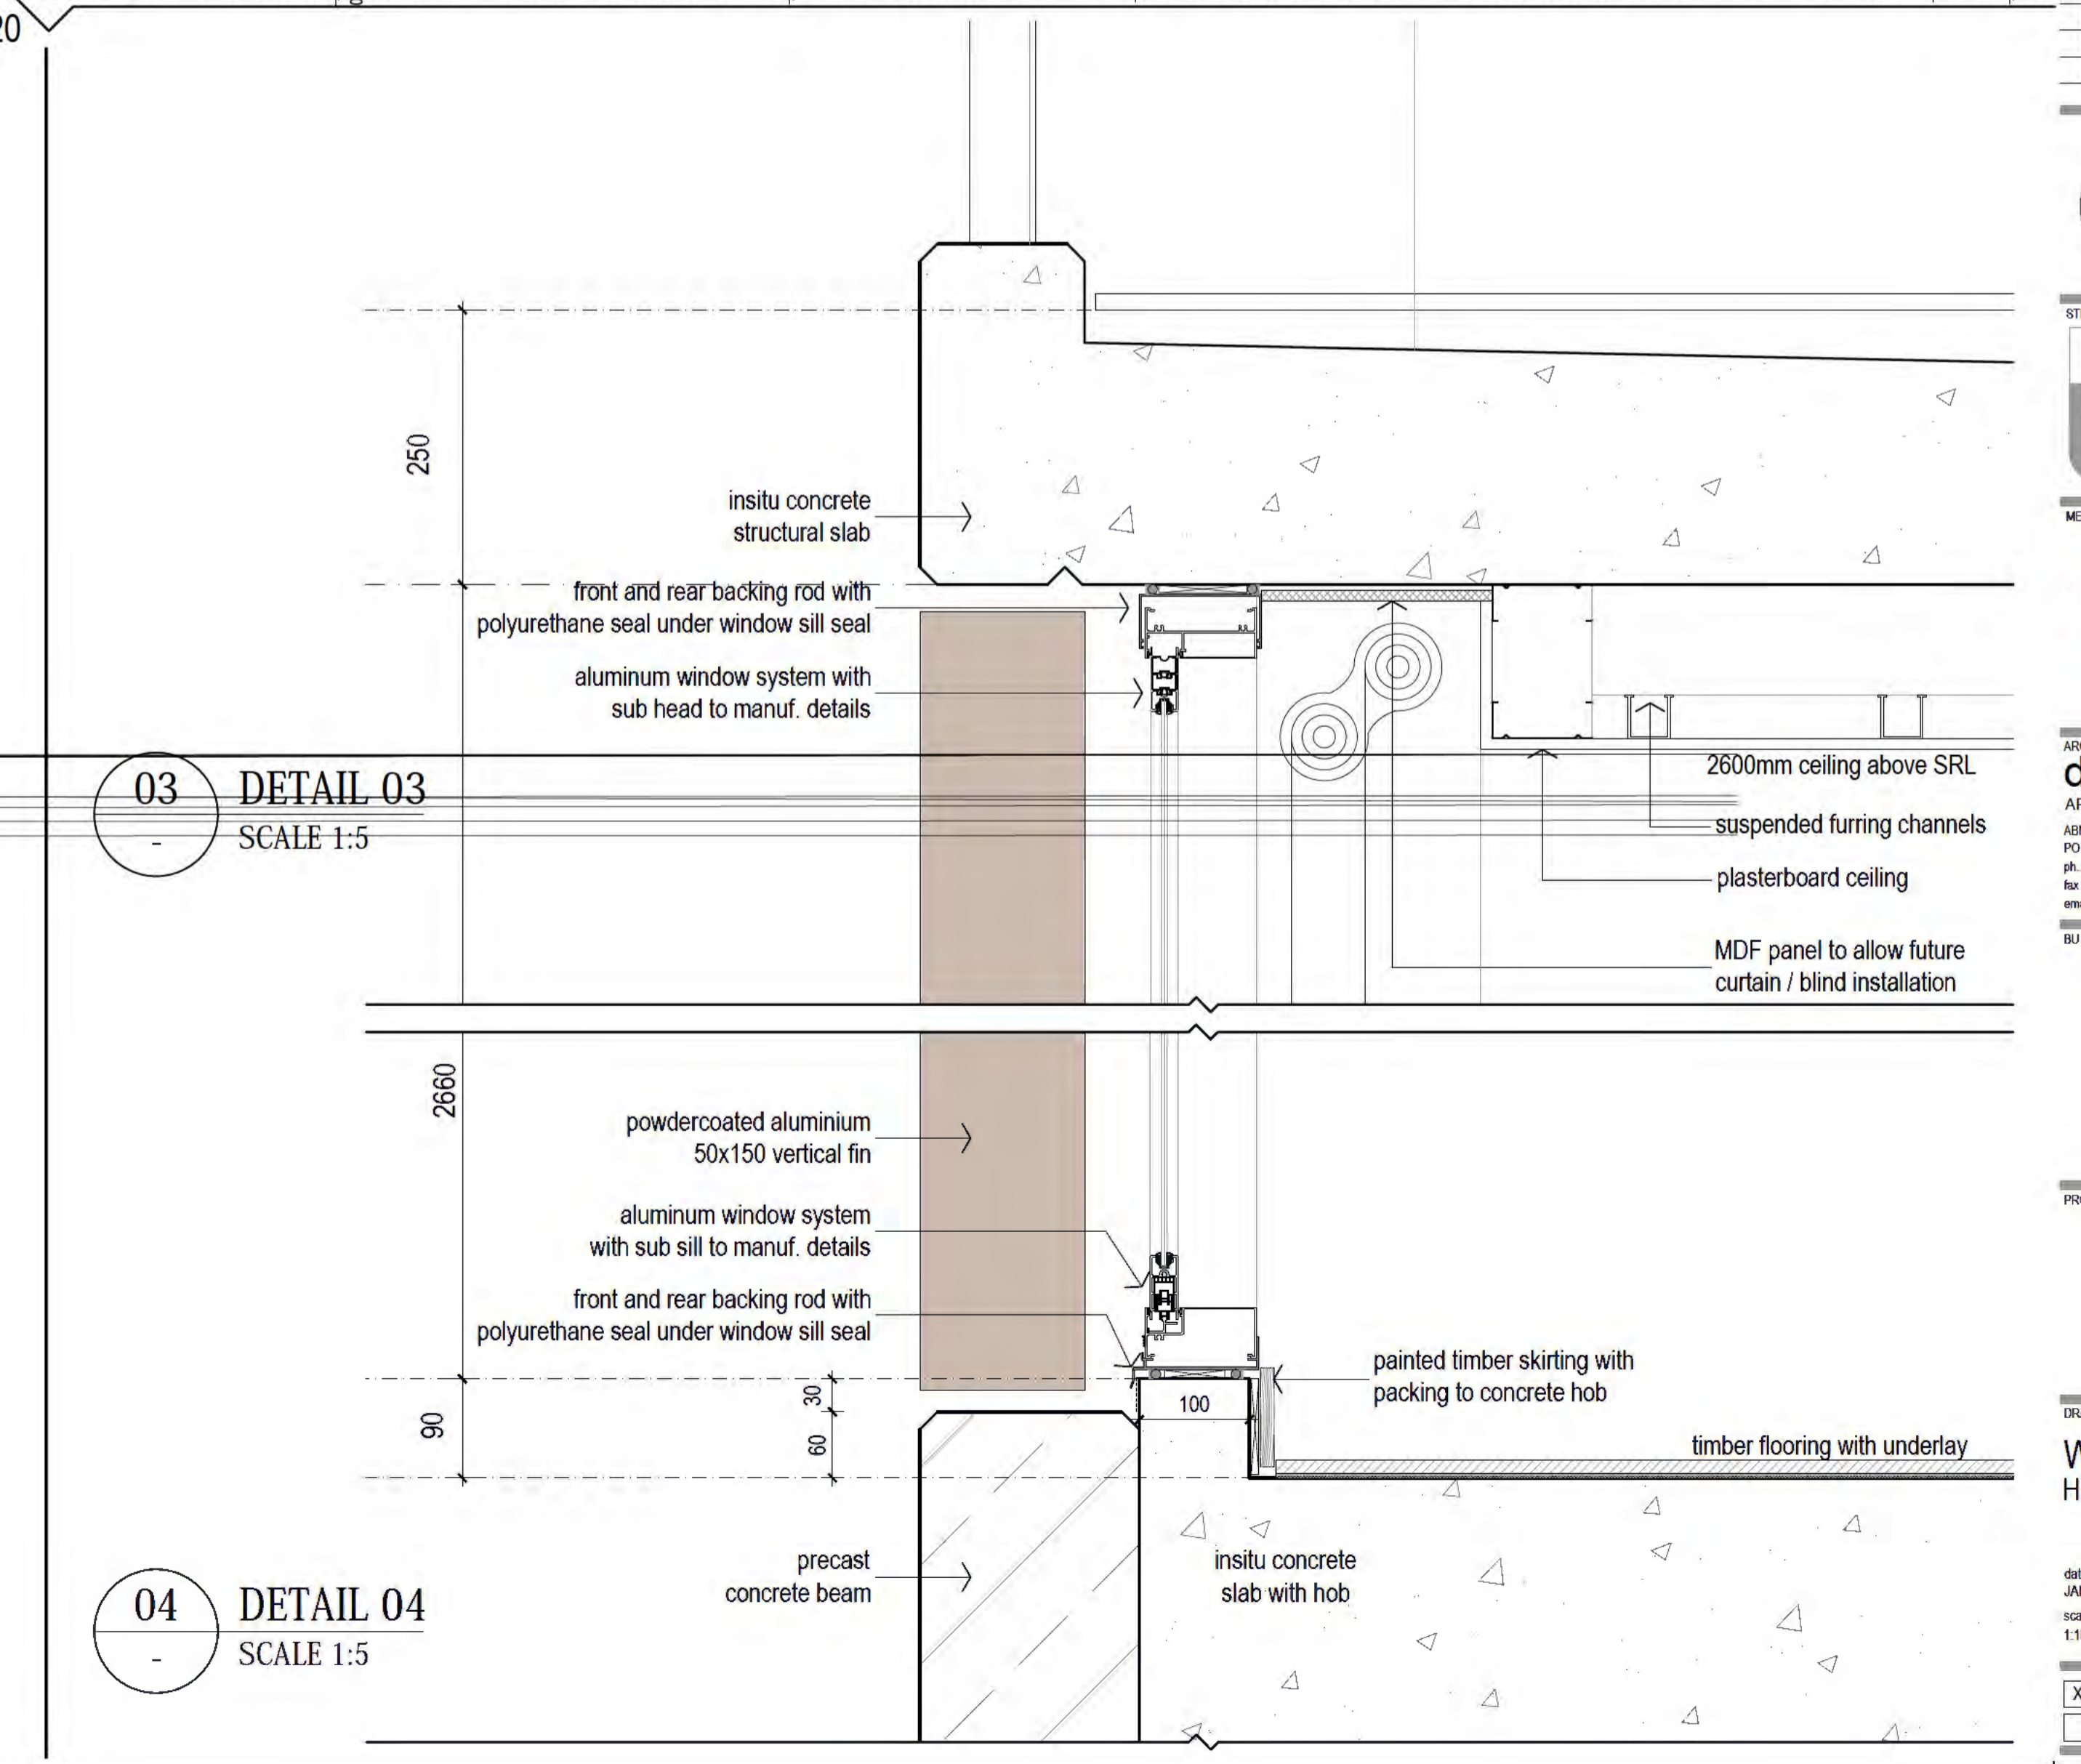 20
250
insitu concrete
structural slab
front and rear backing rod with
polyurethane seal under window sill seal
aluminum window system with
sub head to manuf. details
03
-
DETAIL 03
SCALE 1:5
2600mm ceiling above SRL
suspended furring channels
plasterboard ceiling
MDF panel to allow future
curtain / blind installation
2660
powdercoated aluminium
50x150 vertical fin
aluminum window system
with sub sill to manuf. details
front and rear backing rod with
polyurethane seal under window sill seal
painted timber skirting with
packing to concrete hob
90
30
60
100
timber flooring with underlay
precast
concrete beam
insitu concrete
slab with hob
04
-
DETAIL 04
SCALE 1:5
ph.
fax